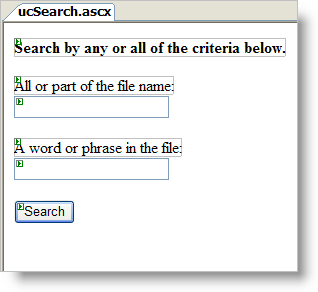 ucSearch.ascx
Search by any or all of the criteria below.
All or part of the file name:
A word or phrase in the file:
Search